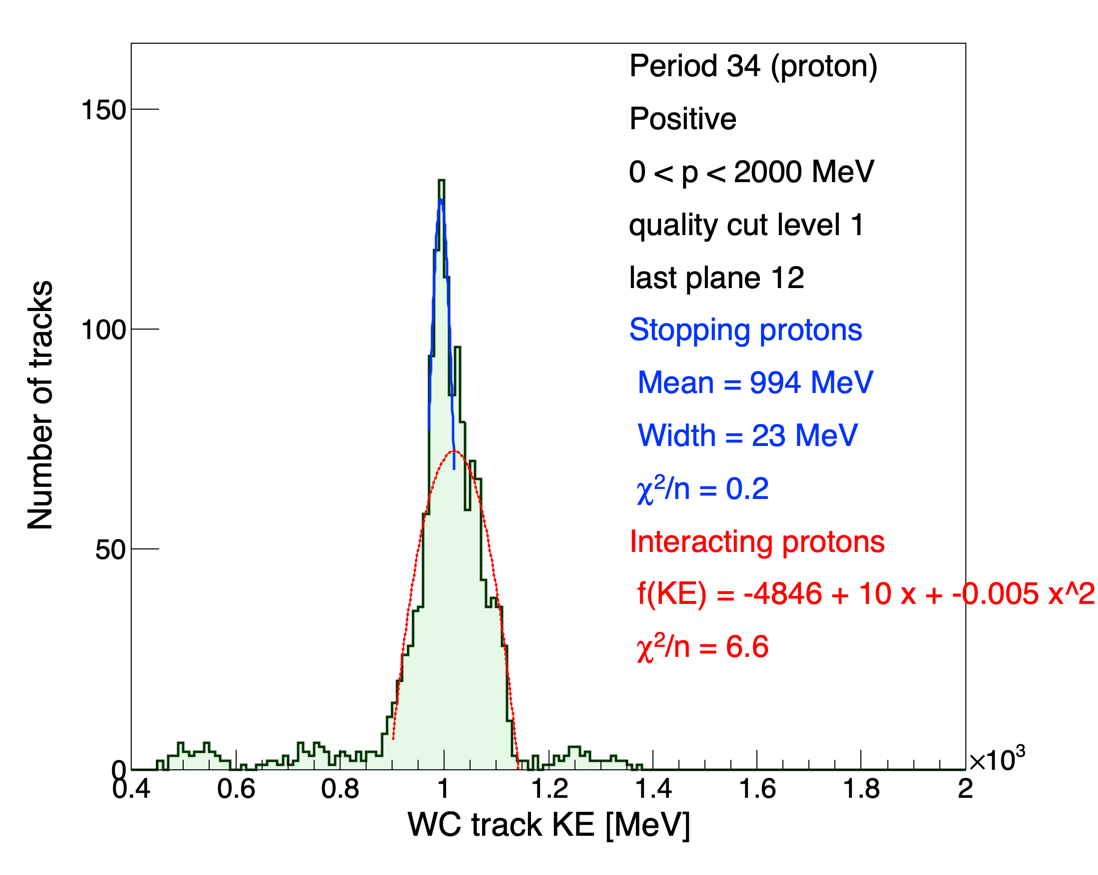 Period 34 (proton)
Positive
0 < p < 2000 MeV
quality cut level 1
last plane 12
Stopping protons
Mean = 994 MeV
Width = 23 MeV
χ²/n = 0.2
Interacting protons
f(KE) = -4846 + 10 x + -0.005 x^2
χ²/n = 6.6
Number of tracks
150
100
50
0
0.4 0.6 0.8 1 1.2 1.4 1.6 1.8 2
×10³
WC track KE [MeV]